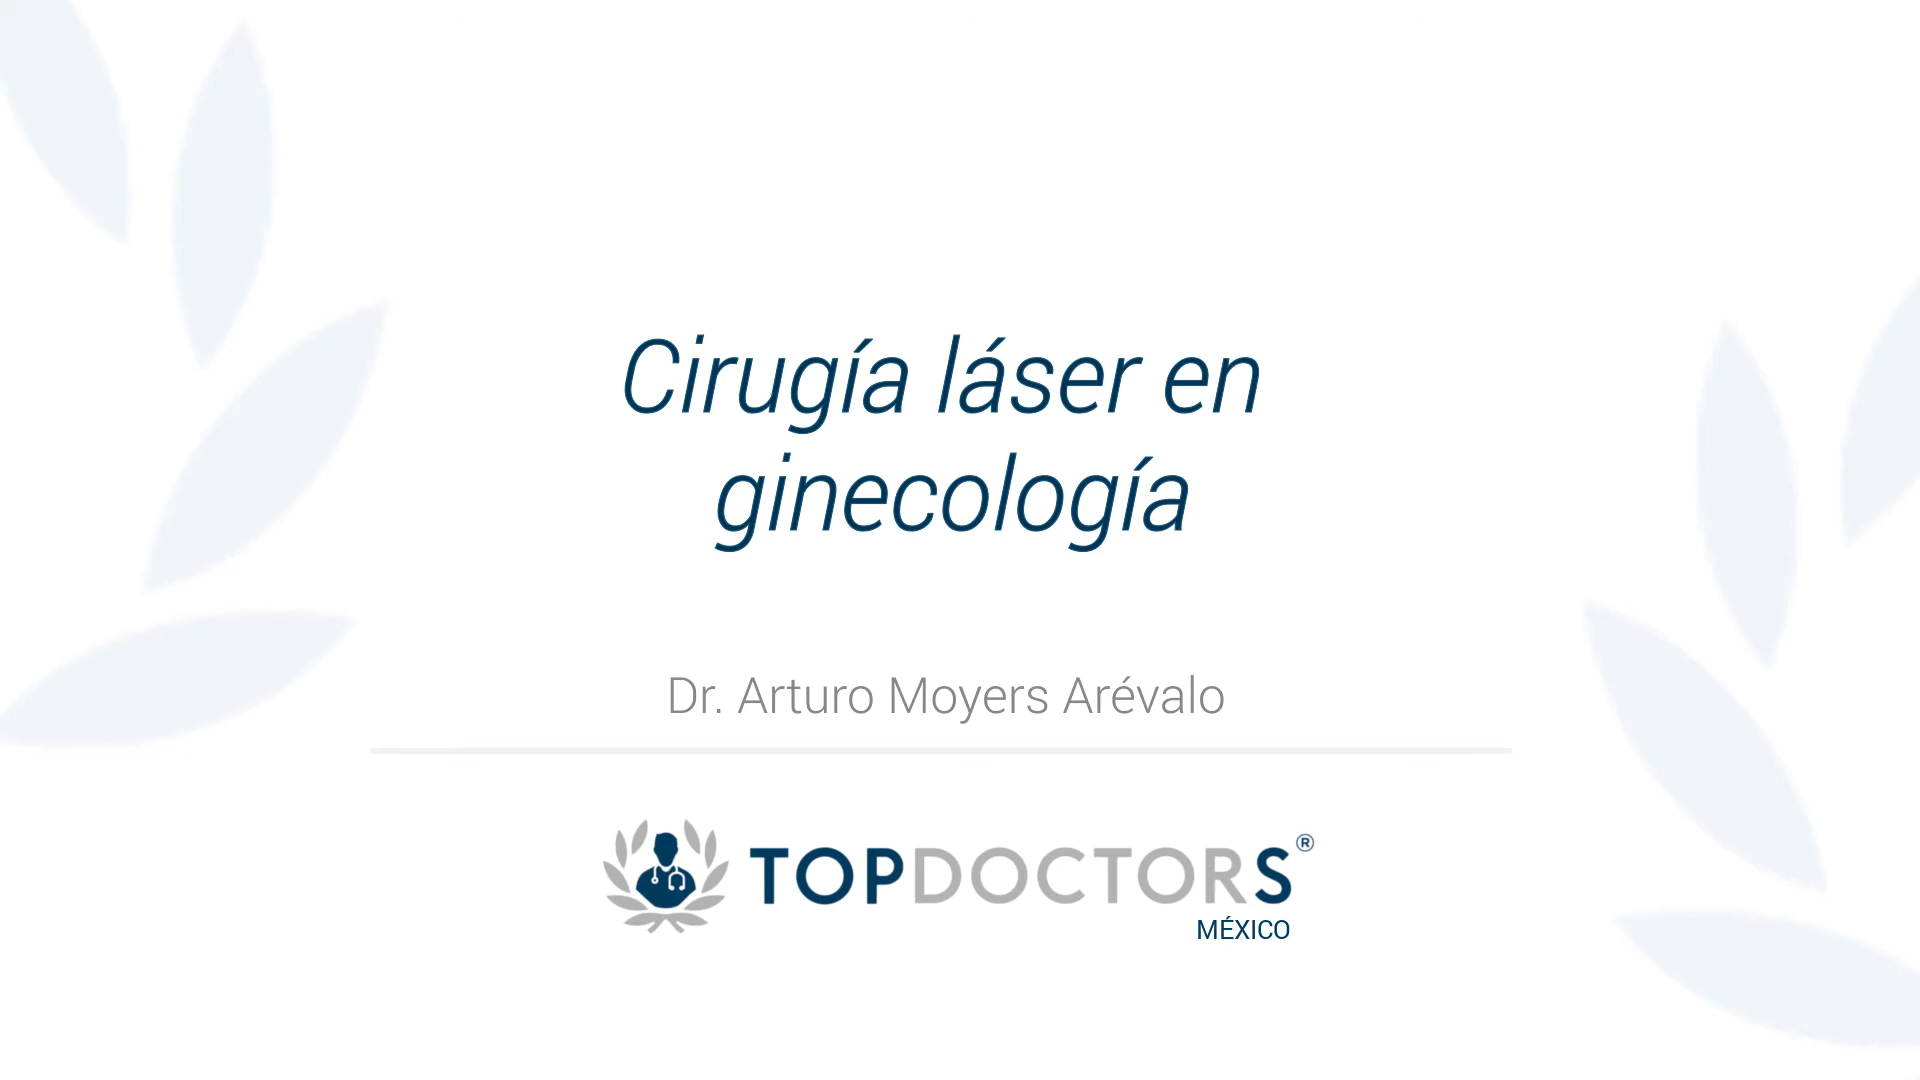 Cirugía láser en
ginecología
Dr. Arturo Moyers Arévalo
TOPDOCTORS®
MÉXICO